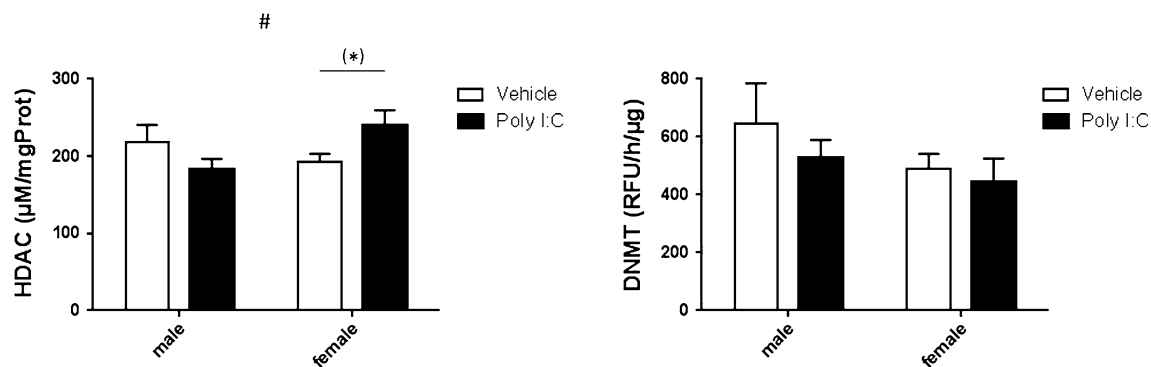 #
(*)
HDAC (µM/mgProt)
300
200
100
0
male
female
Vehicle
Poly I:C
DNMT (RFU/h/µg)
800
600
400
200
0
male
female
Vehicle
Poly I:C